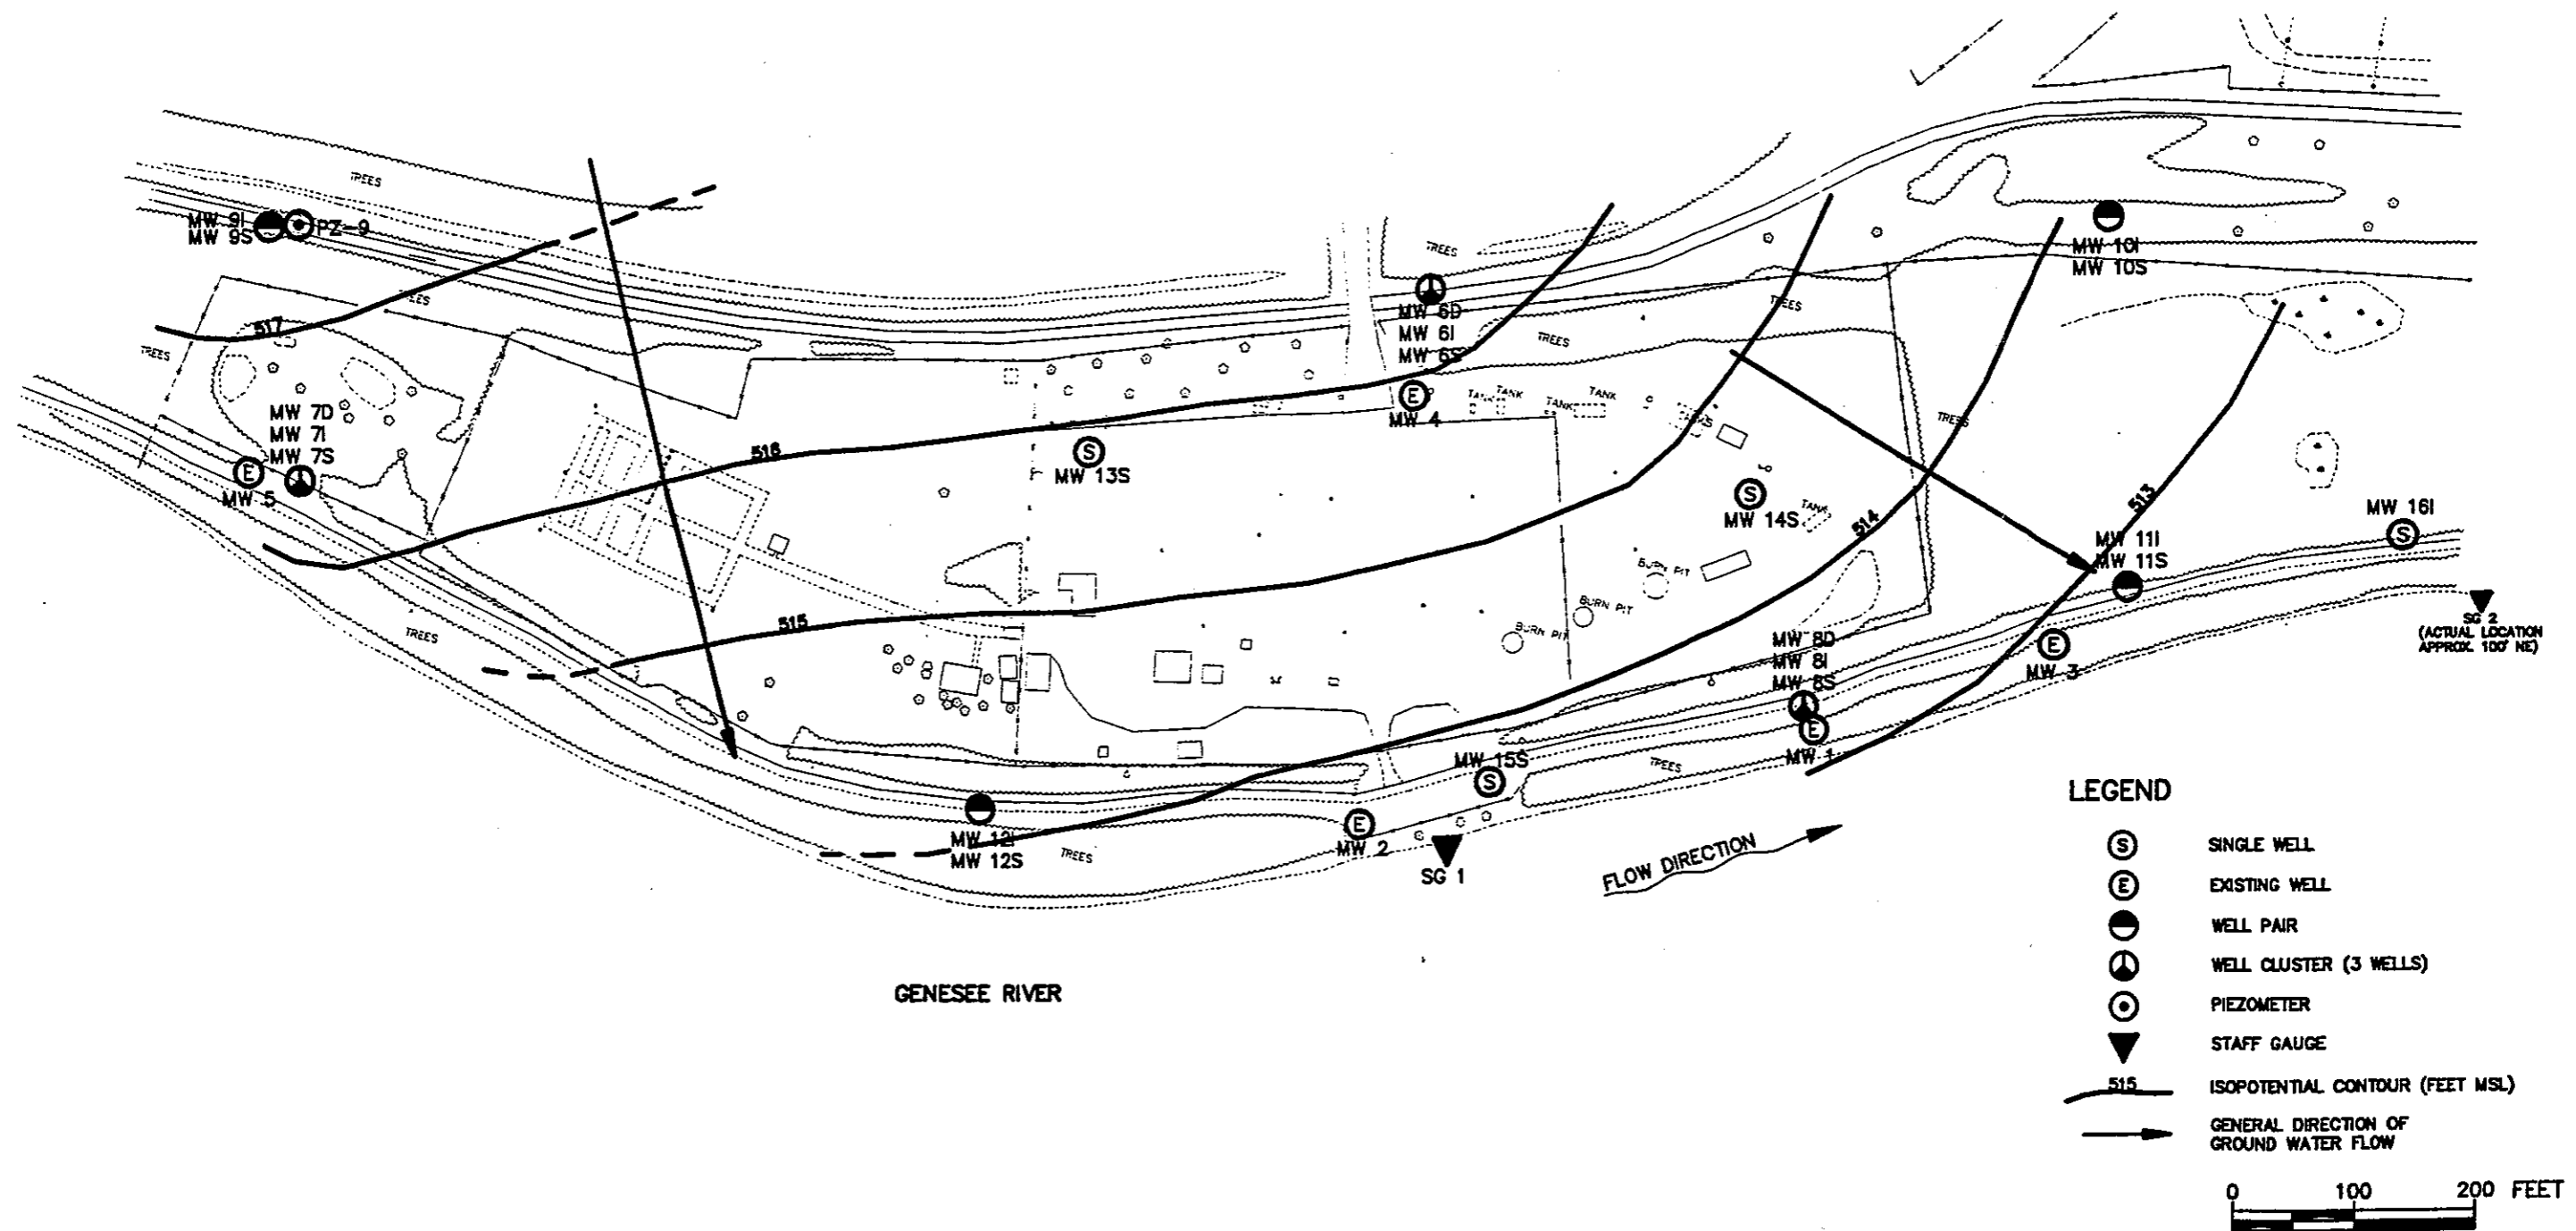 TREES
MW 9I
MW 9S
PZ-9
TREES
517
TREES
MW 7D
MW 7I
MW 7S
MW 5
TREES
516
515
MW 13S
TREES
MW 6D
MW 6I
MW 6S
MW 4
TREES
TANK
TANK
TANK
TANK
TREES
TREES
MW 10I
MW 10S
MW 14S
TANK
514
513
BURN PIT
BURN PIT
BURN PIT
MW 11I
MW 11S
MW 16I
SG 2
(ACTUAL LOCATION
APPROX. 100' NE)
MW 8D
MW 8I
MW 8S
MW 3
MW 1
MW 15S
TREES
MW 2
SG 1
MW 12I
MW 12S
TREES
FLOW DIRECTION
GENESEE RIVER
LEGEND
S SINGLE WELL
E EXISTING WELL
WELL PAIR
WELL CLUSTER (3 WELLS)
PIEZOMETER
STAFF GAUGE
515 ISOPOTENTIAL CONTOUR (FEET MSL)
GENERAL DIRECTION OF
GROUND WATER FLOW
0 100 200 FEET